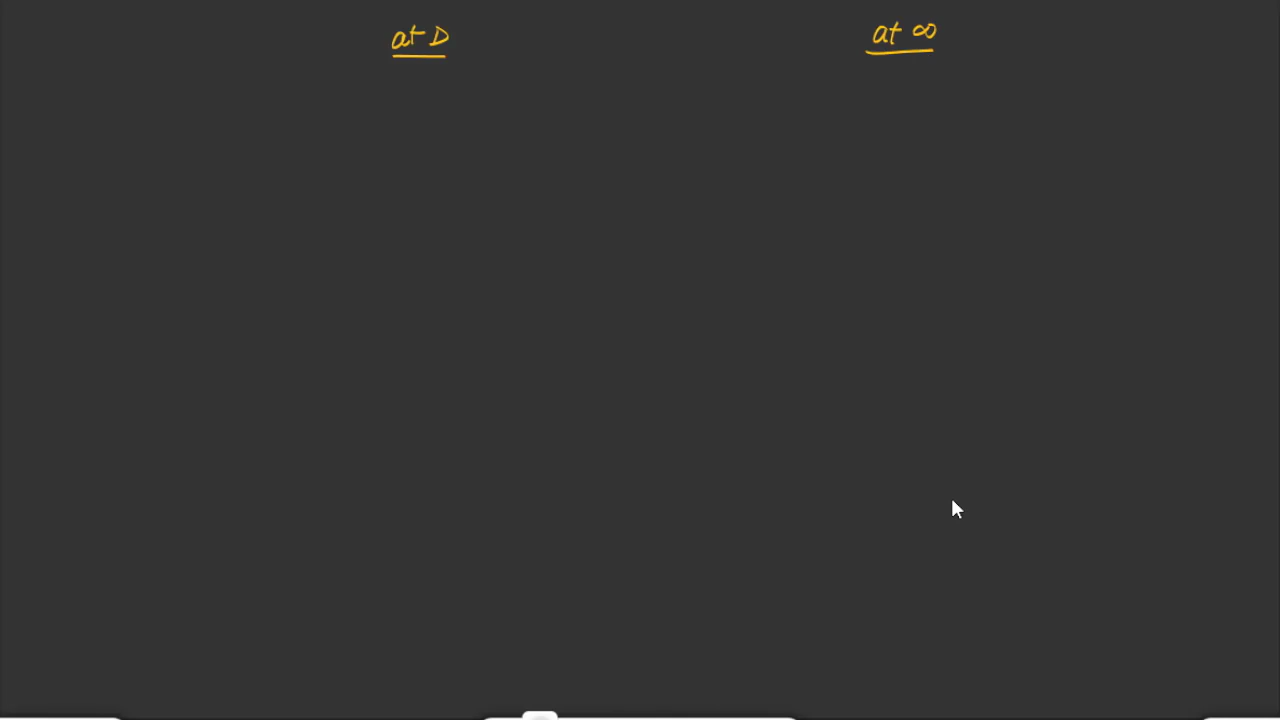 at D
at ∞